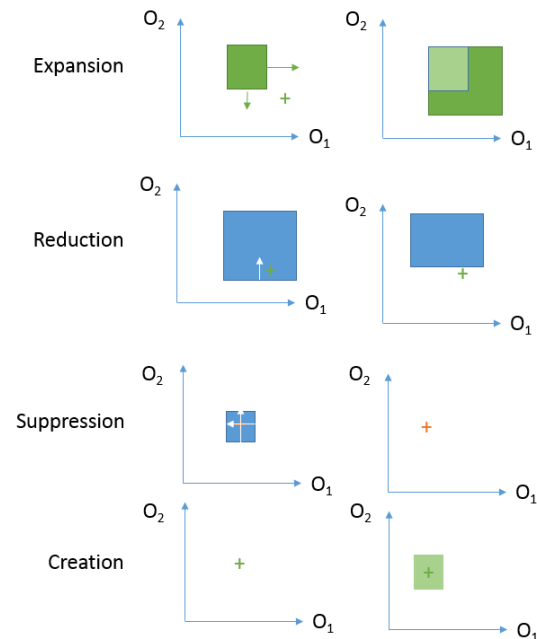 O2 O2
Expansion
O1 O1
O2 O2
Reduction
O1 O1
O2 O2
Suppression
O1 O1
O2 O2
Creation
O1 O1